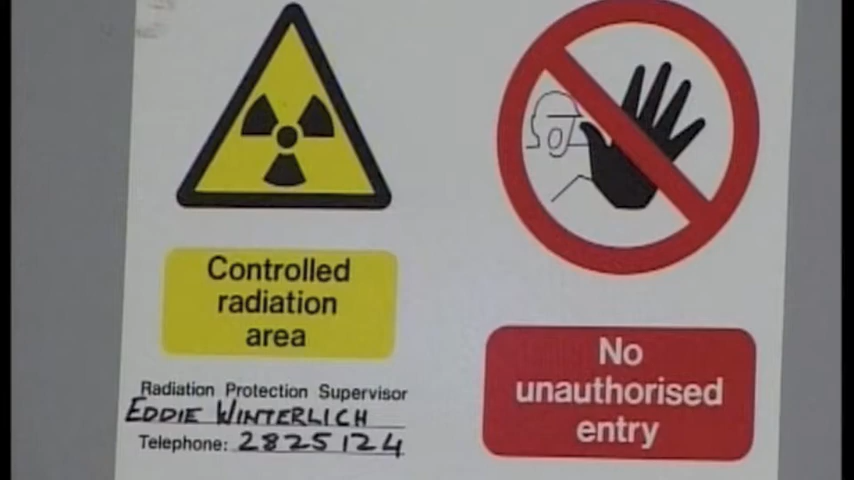 Controlled
radiation
area
Radiation Protection Supervisor
EDDIE WINTERLICH
Telephone: 2825124
No
unauthorised
entry